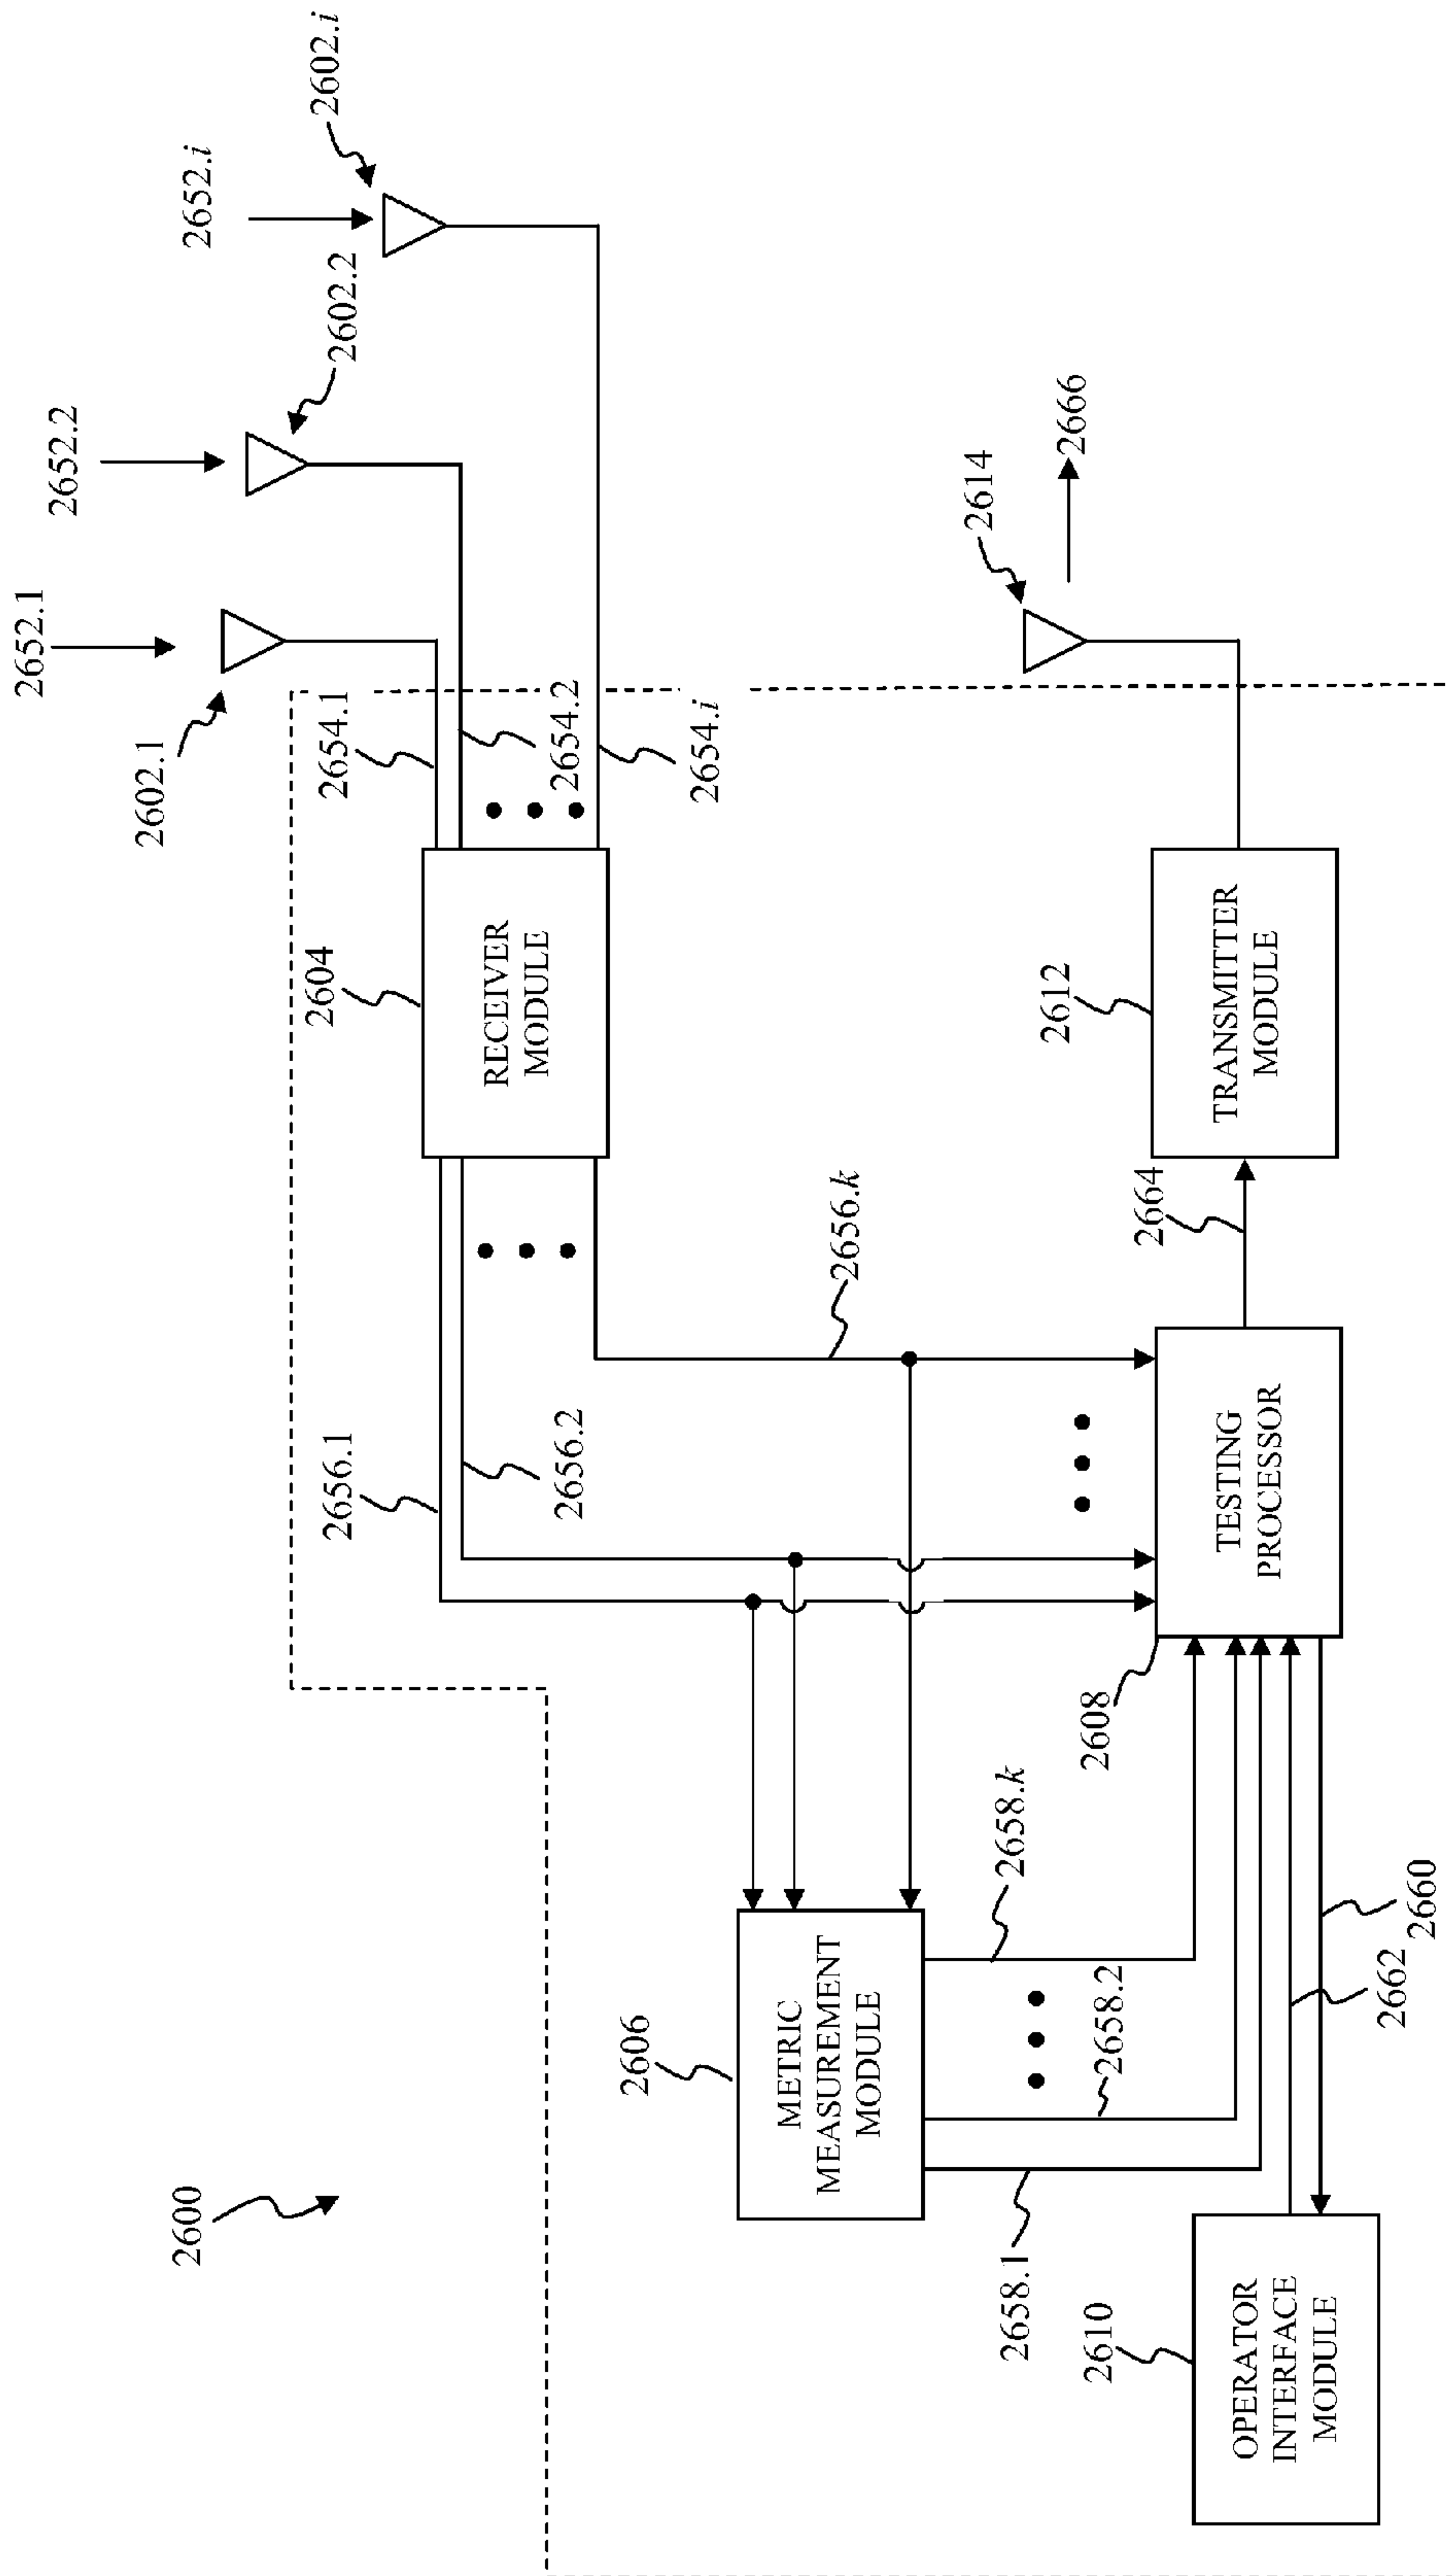 2600
2652.1
2652.2
2652.i
2602.1
2602.2
2602.i
2654.1
2654.2
2654.i
2604
RECEIVER
MODULE
2656.1
2656.2
2656.k
2606
METRIC
MEASUREMENT
MODULE
2658.k
2658.2
2658.1
2608
TESTING
PROCESSOR
2664
2612
TRANSMITTER
MODULE
2614
2666
2610
OPERATOR
INTERFACE
MODULE
2662
2660